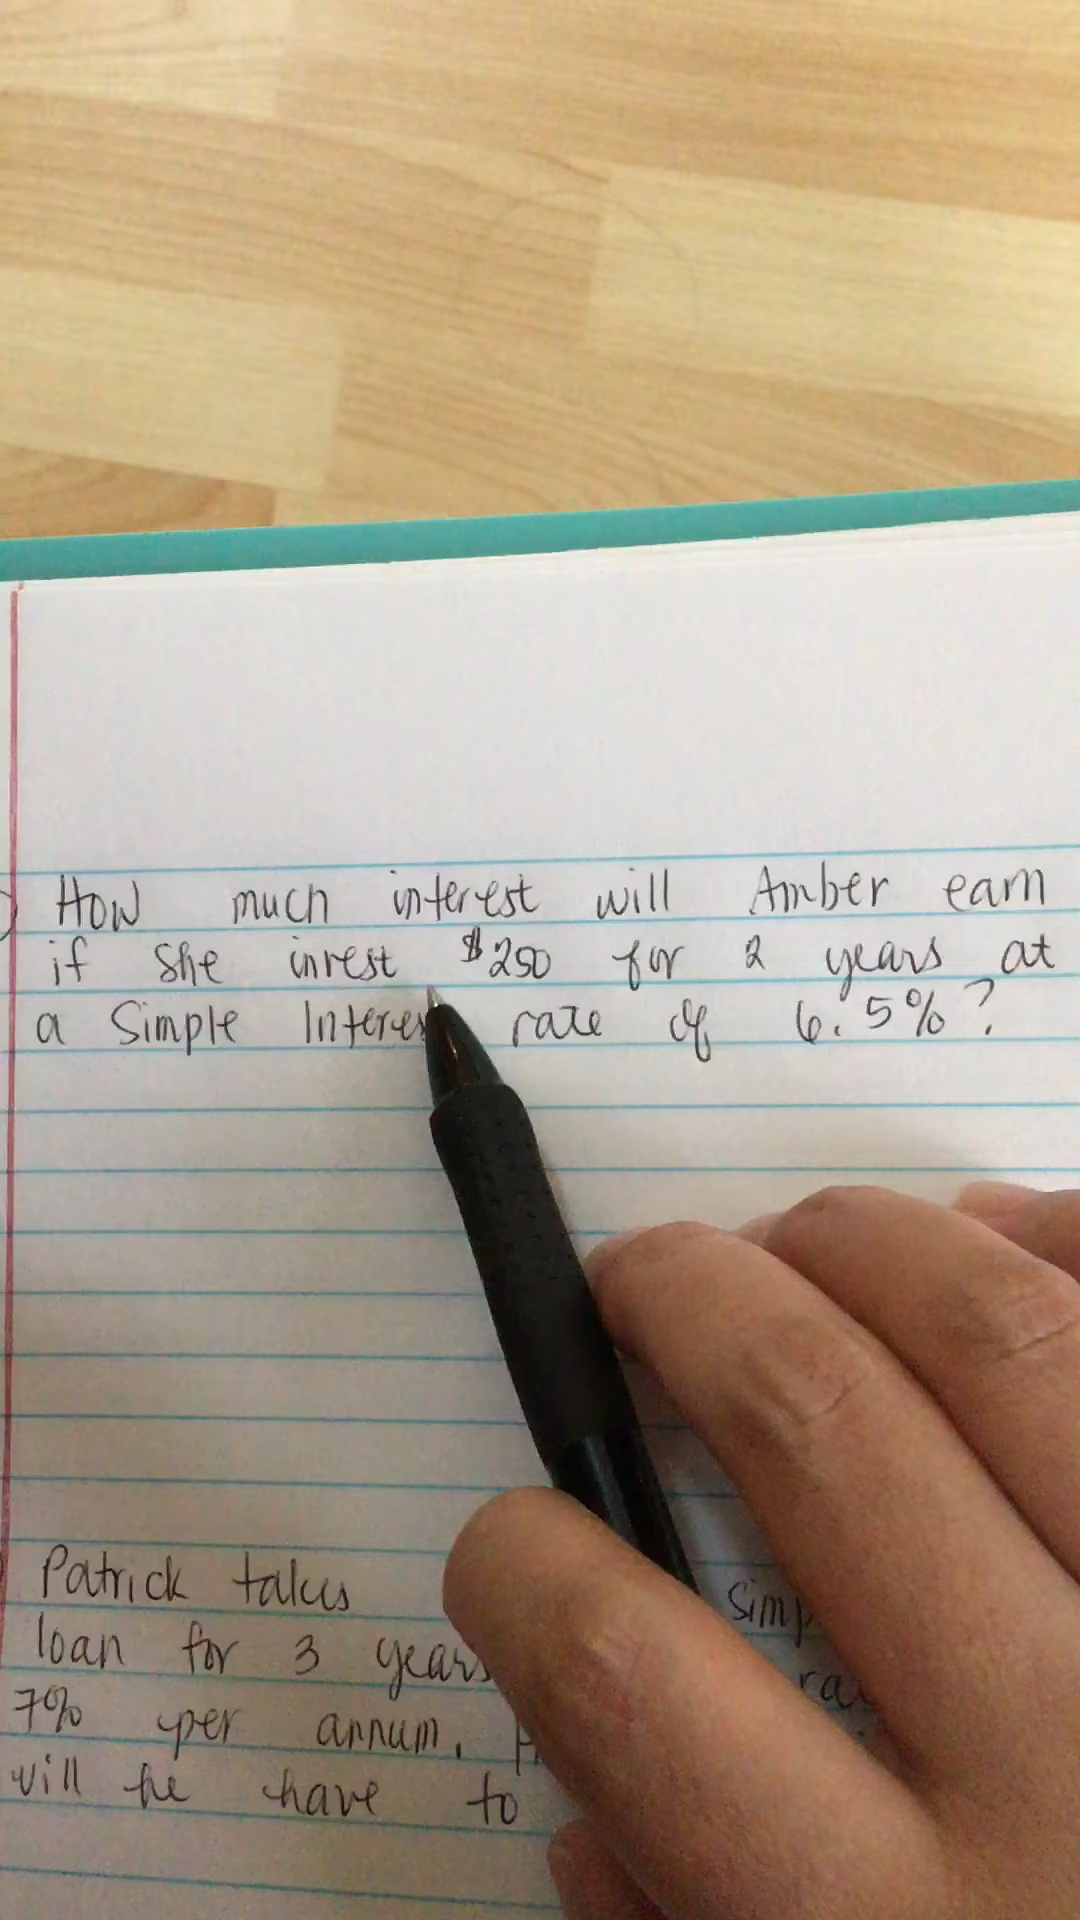 How much interest will Amber earn
if she invest $250 for 2 years at
a Simple Interes rate of 6.5%?
Patrick takes
loan for 3 years
7% per annum.
will he have to